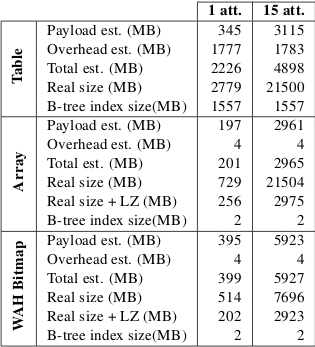 1 att. 15 att.
Table
Payload est. (MB) 345 3115
Overhead est. (MB) 1777 1783
Total est. (MB) 2226 4898
Real size (MB) 2779 21500
B-tree index size(MB) 1557 1557
Array
Payload est. (MB) 197 2961
Overhead est. (MB) 4 4
Total est. (MB) 201 2965
Real size (MB) 729 21504
Real size + LZ (MB) 256 2975
B-tree index size(MB) 2 2
WAH Bitmap
Payload est. (MB) 395 5923
Overhead est. (MB) 4 4
Total est. (MB) 399 5927
Real size (MB) 514 7696
Real size + LZ (MB) 202 2923
B-tree index size(MB) 2 2